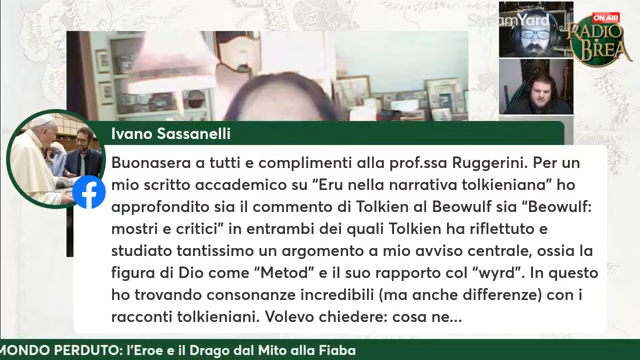 StreamYard
ON AIR
RADIO
BREA
Ivano Sassanelli
Buonasera a tutti e complimenti alla prof.ssa Ruggerini. Per un
mio scritto accademico su “Eru nella narrativa tolkieniana” ho
approfondito sia il commento di Tolkien al Beowulf sia “Beowulf:
mostri e critici” in entrambi dei quali Tolkien ha riflettuto e
studiato tantissimo un argomento a mio avviso centrale, ossia la
figura di Dio come “Metod” e il suo rapporto col “wyrd”. In questo
ho trovando consonanze incredibili (ma anche differenze) con i
racconti tolkieniani. Volevo chiedere: cosa ne...
MONDO PERDUTO: l'Eroe e il Drago dal Mito alla Fiaba